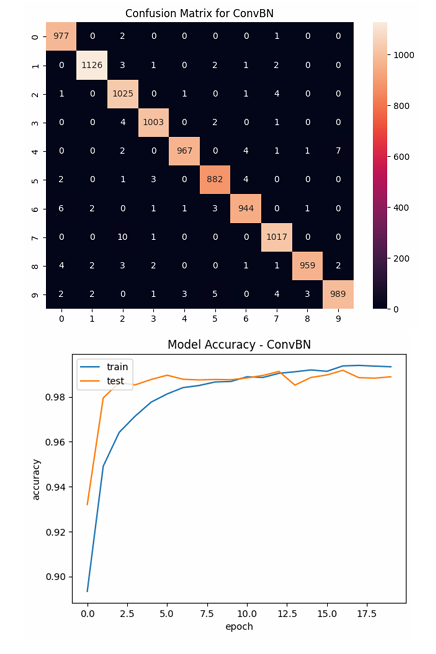 Confusion Matrix for ConvBN
0 977 0 2 0 0 0 0 1 0 0
1 0 1126 3 1 0 2 1 2 0 0
2 1 0 1025 0 1 0 1 4 0 0
3 0 0 4 1003 0 2 0 1 0 0
4 0 0 2 0 967 0 4 1 1 7
5 2 0 1 3 0 882 4 0 0 0
6 6 2 0 1 1 3 944 0 1 0
7 0 0 10 1 0 0 0 1017 0 0
8 4 2 3 2 0 0 1 1 959 2
9 2 2 0 1 3 5 0 4 3 989
0 1 2 3 4 5 6 7 8 9
1000
800
600
400
200
0
Model Accuracy - ConvBN
train
test
0.98
0.96
0.94
0.92
0.90
accuracy
0.0 2.5 5.0 7.5 10.0 12.5 15.0 17.5
epoch